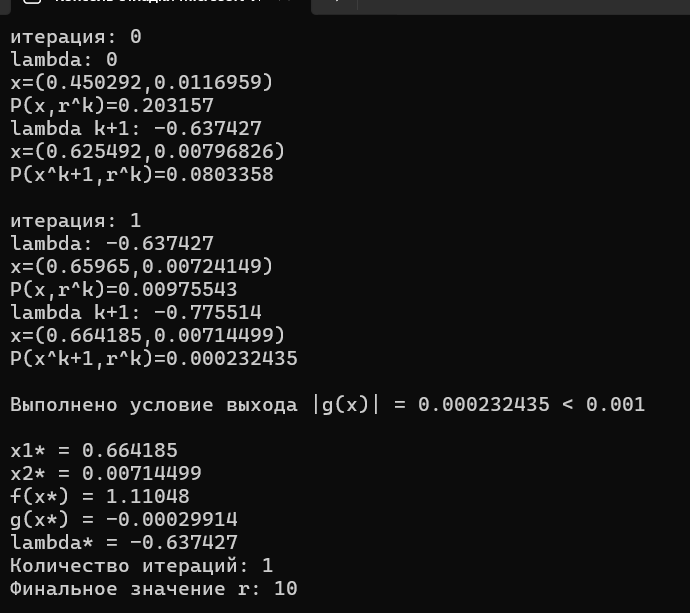 итерация: 0
lambda: 0
x=(0.450292,0.0116959)
P(x,r^k)=0.203157
lambda k+1: -0.637427
x=(0.625492,0.00796826)
P(x^k+1,r^k)=0.0803358
итерация: 1
lambda: -0.637427
x=(0.65965,0.00724149)
P(x,r^k)=0.00975543
lambda k+1: -0.775514
x=(0.664185,0.00714499)
P(x^k+1,r^k)=0.000232435
Выполнено условие выхода |g(x)| = 0.000232435 < 0.001
x1* = 0.664185
x2* = 0.00714499
f(x*) = 1.11048
g(x*) = -0.00029914
lambda* = -0.637427
Количество итераций: 1
Финальное значение r: 10